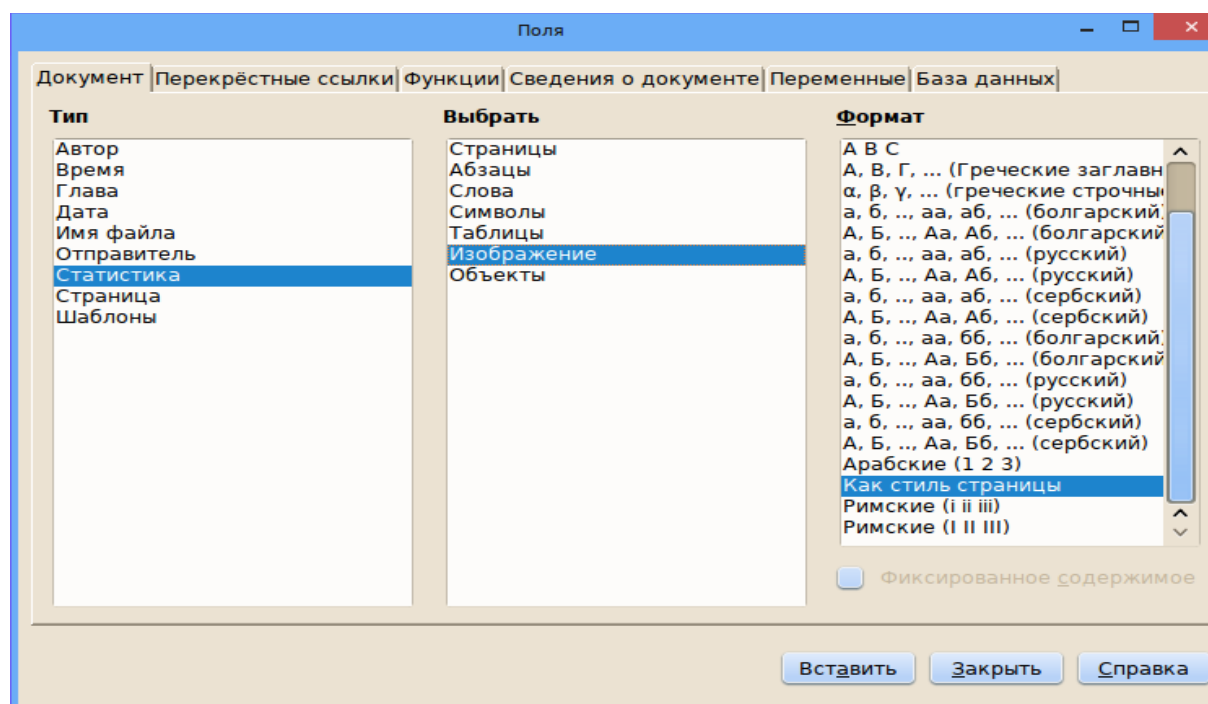 Поля
Документ Перекрёстные ссылки Функции Сведения о документе Переменные База данных
Тип
Автор
Время
Глава
Дата
Имя файла
Отправитель
Статистика
Страница
Шаблоны
Выбрать
Страницы
Абзацы
Слова
Символы
Таблицы
Изображение
Объекты
Формат
A B C
Α, Β, Γ, ... (Греческие заглавн
α, β, γ, ... (греческие строчны
а, б, .., аа, аб, ... (болгарский
А, Б, .., Аа, Аб, ... (болгарский
а, б, .., аа, аб, ... (русский)
А, Б, .., Аа, Аб, ... (русский)
а, б, .., аа, аб, ... (сербский)
А, Б, .., Аа, Аб, ... (сербский)
а, б, .., аа, бб, ... (болгарский
А, Б, .., Аа, Бб, ... (болгарский
а, б, .., аа, бб, ... (русский)
А, Б, .., Аа, Бб, ... (русский)
а, б, .., аа, бб, ... (сербский)
А, Б, .., Аа, Бб, ... (сербский)
Арабские (1 2 3)
Как стиль страницы
Римские (i ii iii)
Римские (I II III)
Фиксированное содержимое
Вставить Закрыть Справка